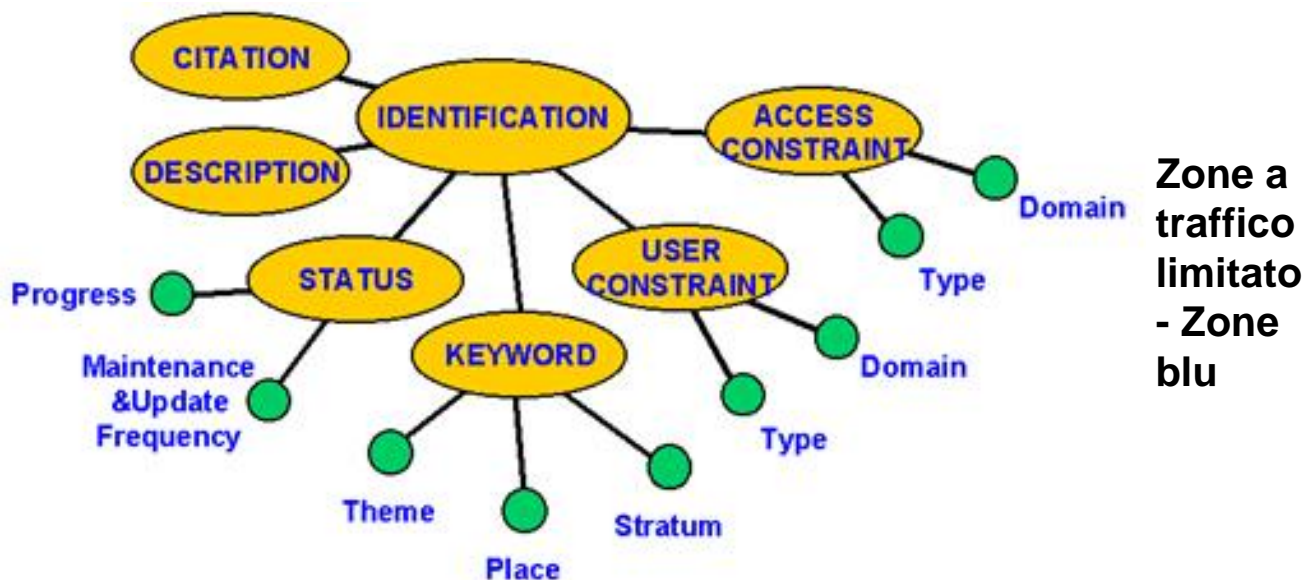 CITATION
IDENTIFICATION
ACCESS
CONSTRAINT
DESCRIPTION
Domain
Type
STATUS
USER
CONSTRAINT
Progress
KEYWORD
Domain
Maintenance
&Update
Frequency
Type
Theme
Stratum
Place
Zone a
traffico
limitato
- Zone
blu